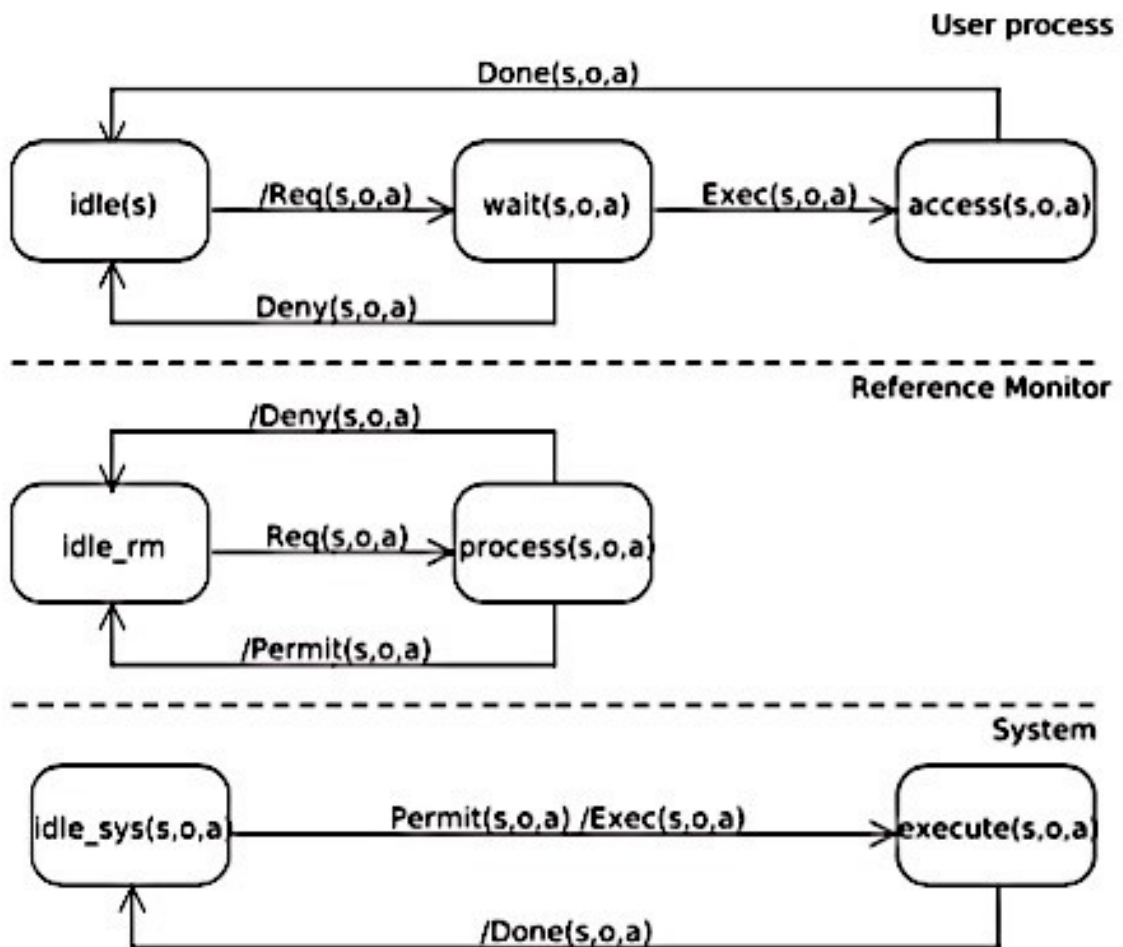 User process
Done(s,o,a)
idle(s)
/Req(s,o,a)
wait(s,o,a)
Exec(s,o,a)
access(s,o,a)
Deny(s,o,a)
Reference Monitor
/Deny(s,o,a)
idle_rm
Req(s,o,a)
process(s,o,a)
/Permit(s,o,a)
System
idle_sys(s,o,a)
Permit(s,o,a) /Exec(s,o,a)
execute(s,o,a)
/Done(s,o,a)